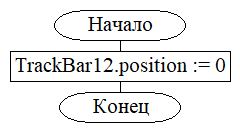 Начало
TrackBar12.position := 0
Конец